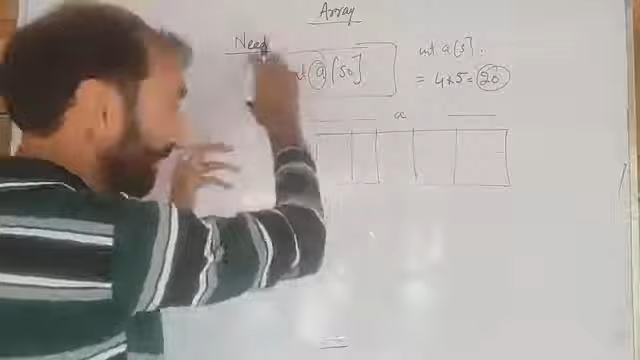 Array
Need
a[50]
int a[5].
= 4*5=20
a